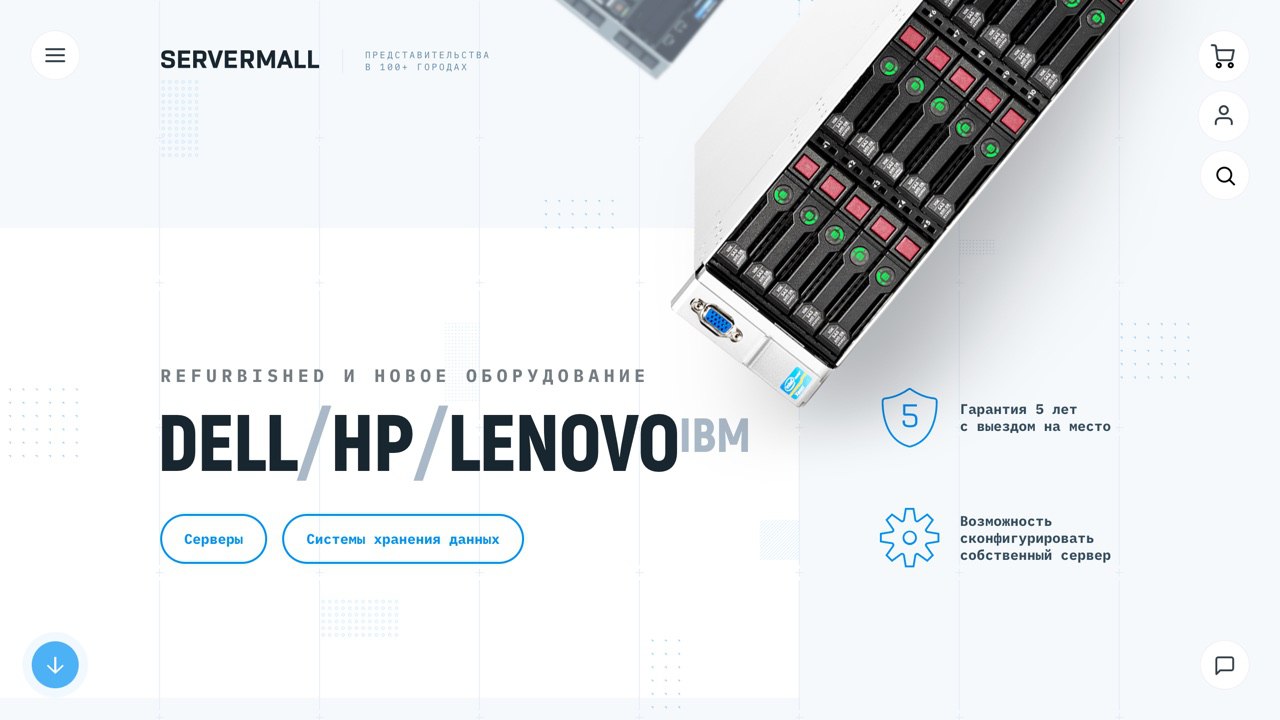 SERVERMALL
ПРЕДСТАВИТЕЛЬСТВА
В 100+ ГОРОДАХ
REFURBISHED И НОВОЕ ОБОРУДОВАНИЕ
DELL/HP/LENOVO IBM
Серверы
Системы хранения данных
5
Гарантия 5 лет
с выездом на место
Возможность
сконфигурировать
собственный сервер